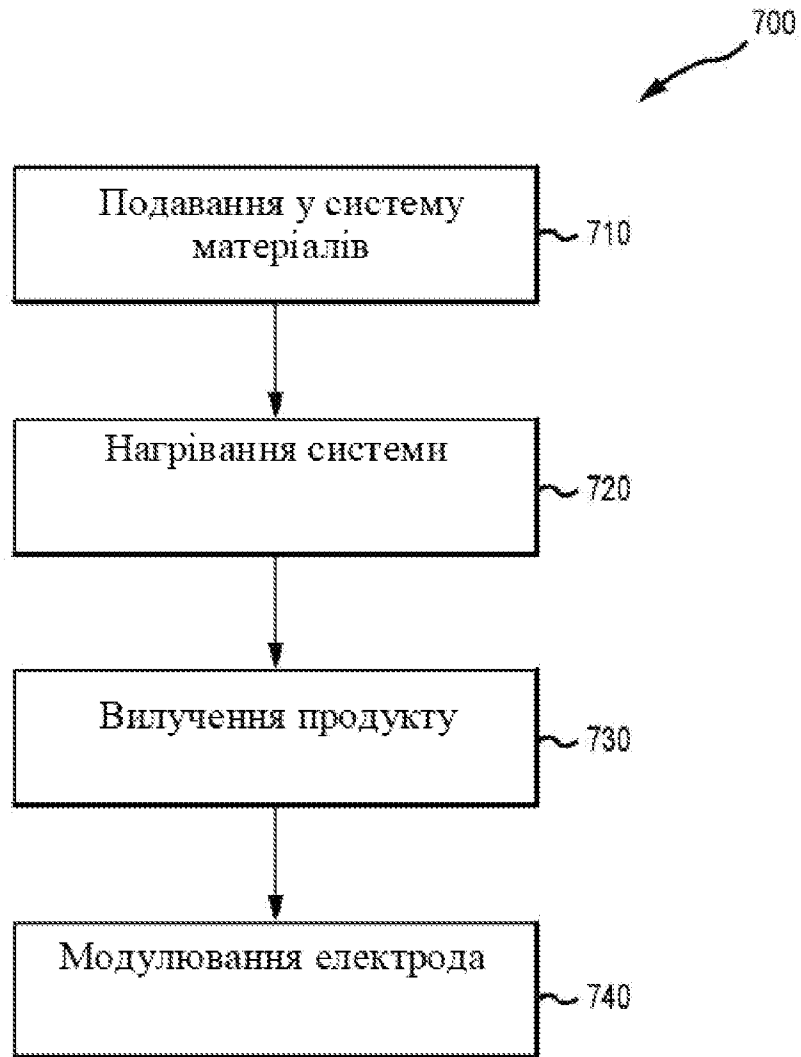 700
Подавання у систему
матеріалів
710
Нагрівання системи
720
Вилучення продукту
730
Модулювання електрода
740